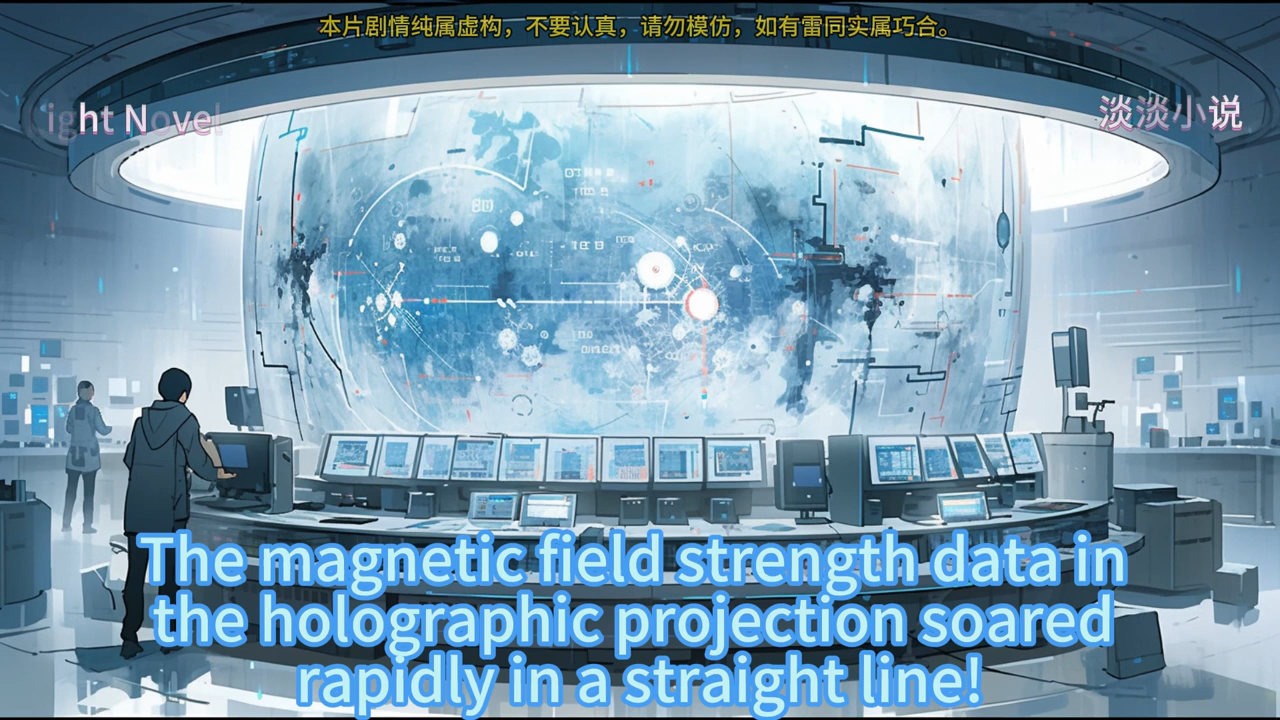 本片剧情纯属虚构，不要认真，请勿模仿，如有雷同实属巧合。
ight Novel
淡淡小说
The magnetic field strength data in
the holographic projection soared
rapidly in a straight line!